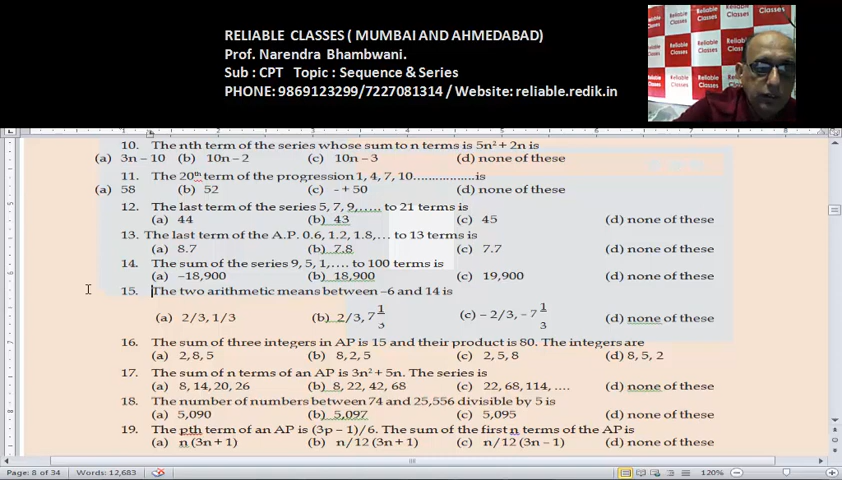 RELIABLE CLASSES ( MUMBAI AND AHMEDABAD)
Prof. Narendra Bhambwani.
Sub : CPT Topic : Sequence & Series
PHONE: 9869123299/7227081314 / Website: reliable.redik.in
10. The nth term of the series whose sum to n terms is 5n² + 2n is
(a) 3n – 10 (b) 10n – 2 (c) 10n – 3 (d) none of these
11. The 20th term of the progression 1, 4, 7, 10................is
(a) 58 (b) 52 (c) - + 50 (d) none of these
12. The last term of the series 5, 7, 9,..... to 21 terms is
(a) 44 (b) 43 (c) 45 (d) none of these
13. The last term of the A.P. 0.6, 1.2, 1.8,... to 13 terms is
(a) 8.7 (b) 7.8 (c) 7.7 (d) none of these
14. The sum of the series 9, 5, 1,.... to 100 terms is
(a) –18,900 (b) 18,900 (c) 19,900 (d) none of these
15. The two arithmetic means between –6 and 14 is
(a) 2/3, 1/3 (b) 2/3, 7 1/3 (c) – 2/3, – 7 1/3 (d) none of these
16. The sum of three integers in AP is 15 and their product is 80. The integers are
(a) 2, 8, 5 (b) 8, 2, 5 (c) 2, 5, 8 (d) 8, 5, 2
17. The sum of n terms of an AP is 3n² + 5n. The series is
(a) 8, 14, 20, 26 (b) 8, 22, 42, 68 (c) 22, 68, 114, .... (d) none of these
18. The number of numbers between 74 and 25,556 divisible by 5 is
(a) 5,090 (b) 5,097 (c) 5,095 (d) none of these
19. The pth term of an AP is (3p – 1)/6. The sum of the first n terms of the AP is
(a) n (3n + 1) (b) n/12 (3n + 1) (c) n/12 (3n – 1) (d) none of these
Page: 8 of 34 Words: 12,683 120%